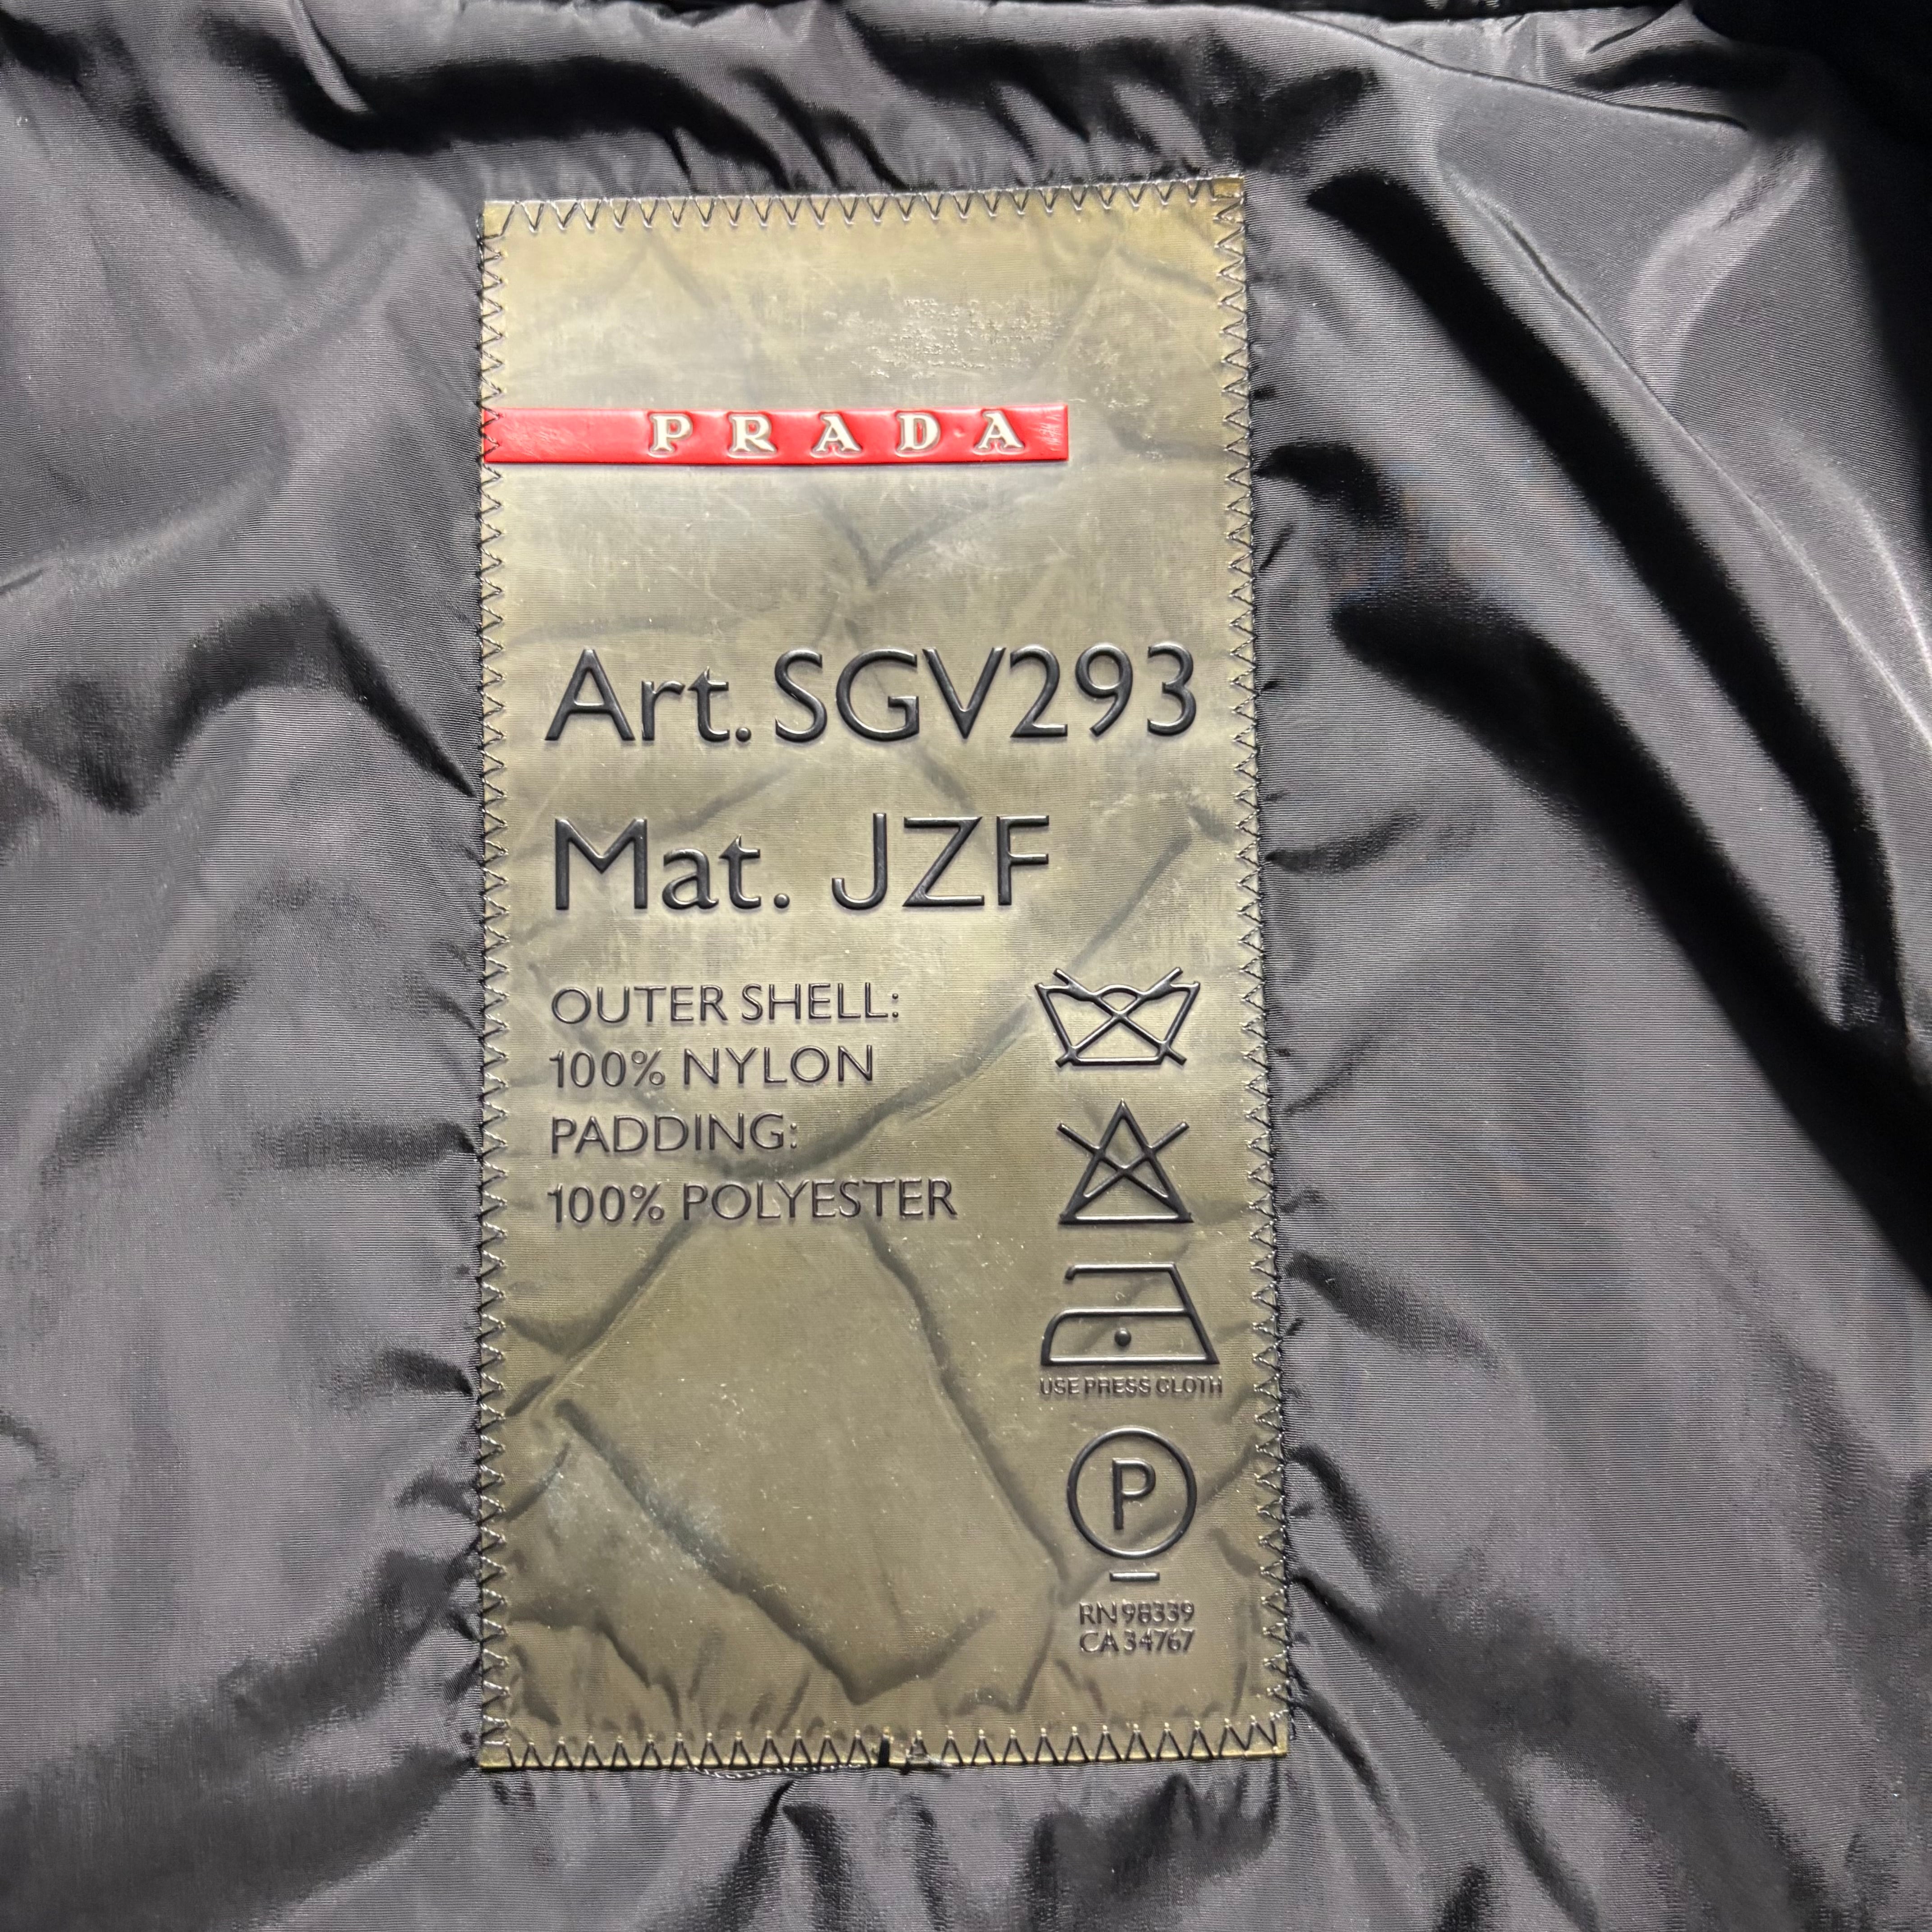 PRADA
Art. SGV293
Mat. JZF
OUTER SHELL:
100% NYLON
PADDING:
100% POLYESTER
USE PRESS CLOTH
P
RN 98339
CA 34767